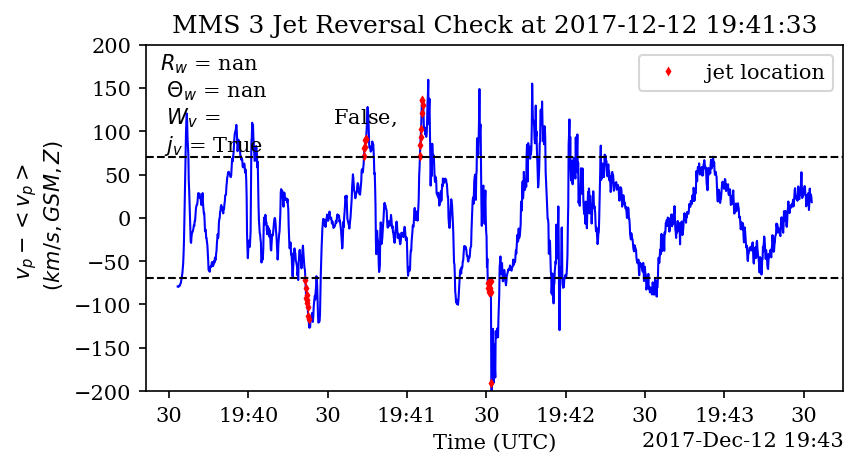 MMS 3 Jet Reversal Check at 2017-12-12 19:41:33
R_w = nan
Θ_w = nan
W_v = False,
j_v = True
jet location
200
150
100
50
0
−50
−100
−150
−200
v_p − <v_p>
(km/s, GSM, Z)
30 19:40 30 19:41 30 19:42 30 19:43 30
Time (UTC)
2017-Dec-12 19:43